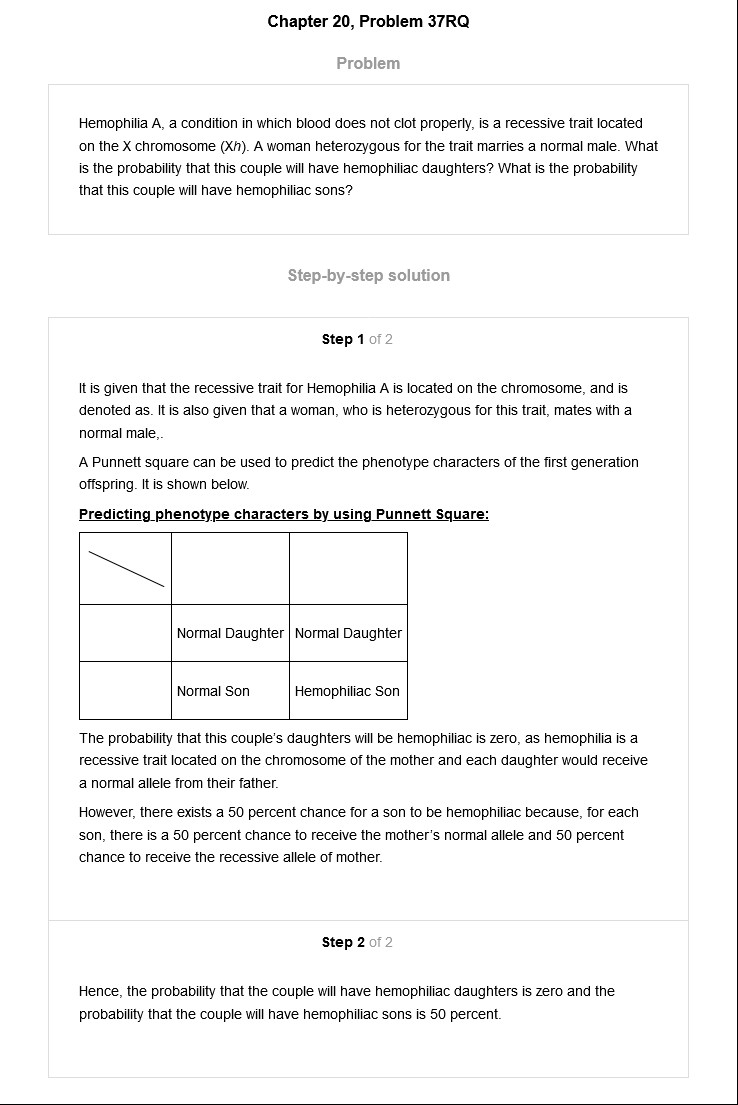 Chapter 20, Problem 37RQ
Problem
Hemophilia A, a condition in which blood does not clot properly, is a recessive trait located
on the X chromosome (Xh). A woman heterozygous for the trait marries a normal male. What
is the probability that this couple will have hemophiliac daughters? What is the probability
that this couple will have hemophiliac sons?
Step-by-step solution
Step 1 of 2
It is given that the recessive trait for Hemophilia A is located on the chromosome, and is
denoted as. It is also given that a woman, who is heterozygous for this trait, mates with a
normal male,.
A Punnett square can be used to predict the phenotype characters of the first generation
offspring. It is shown below.
Predicting phenotype characters by using Punnett Square:
Normal Daughter Normal Daughter
Normal Son Hemophiliac Son
The probability that this couple’s daughters will be hemophiliac is zero, as hemophilia is a
recessive trait located on the chromosome of the mother and each daughter would receive
a normal allele from their father.
However, there exists a 50 percent chance for a son to be hemophiliac because, for each
son, there is a 50 percent chance to receive the mother’s normal allele and 50 percent
chance to receive the recessive allele of mother.
Step 2 of 2
Hence, the probability that the couple will have hemophiliac daughters is zero and the
probability that the couple will have hemophiliac sons is 50 percent.